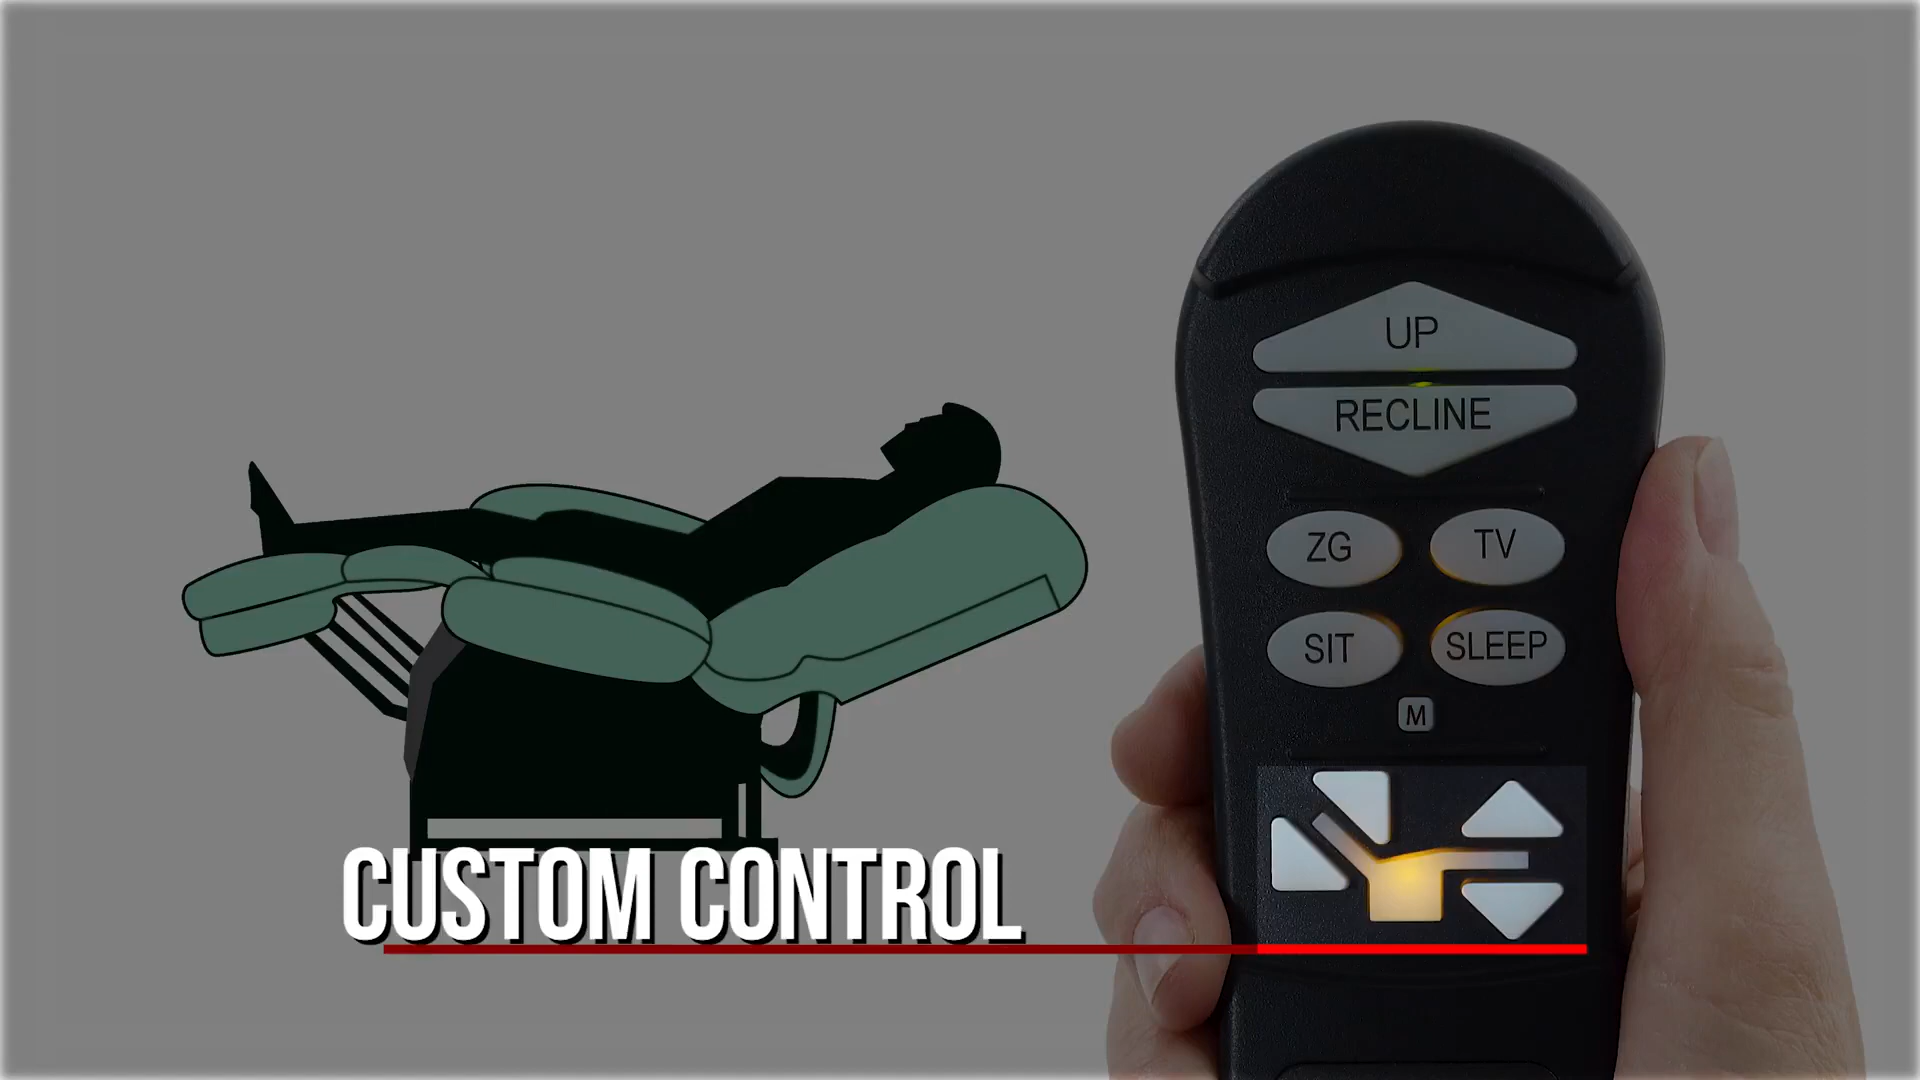 UP
RECLINE
ZG TV
SIT SLEEP
M
CUSTOM CONTROL